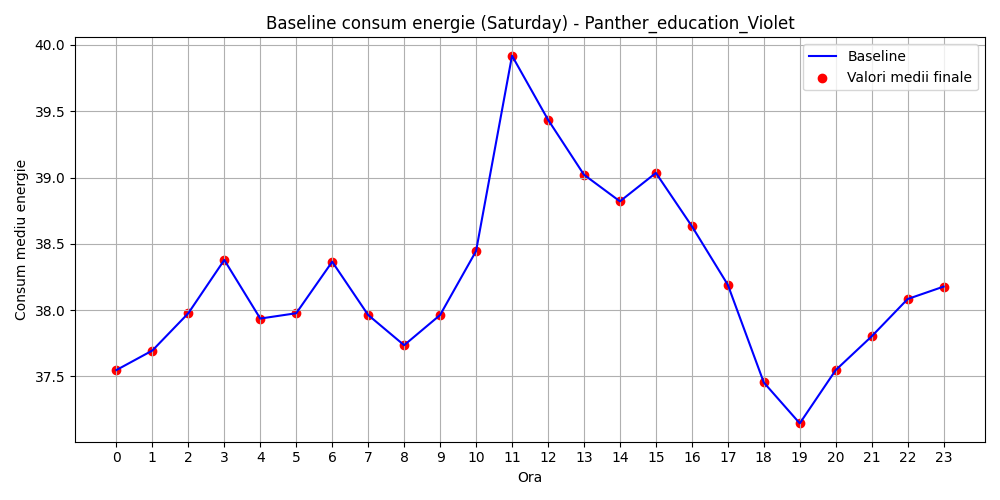 Baseline consum energie (Saturday) - Panther_education_Violet
Baseline
Valori medii finale
Consum mediu energie
40.0
39.5
39.0
38.5
38.0
37.5
0 1 2 3 4 5 6 7 8 9 10 11 12 13 14 15 16 17 18 19 20 21 22 23
Ora